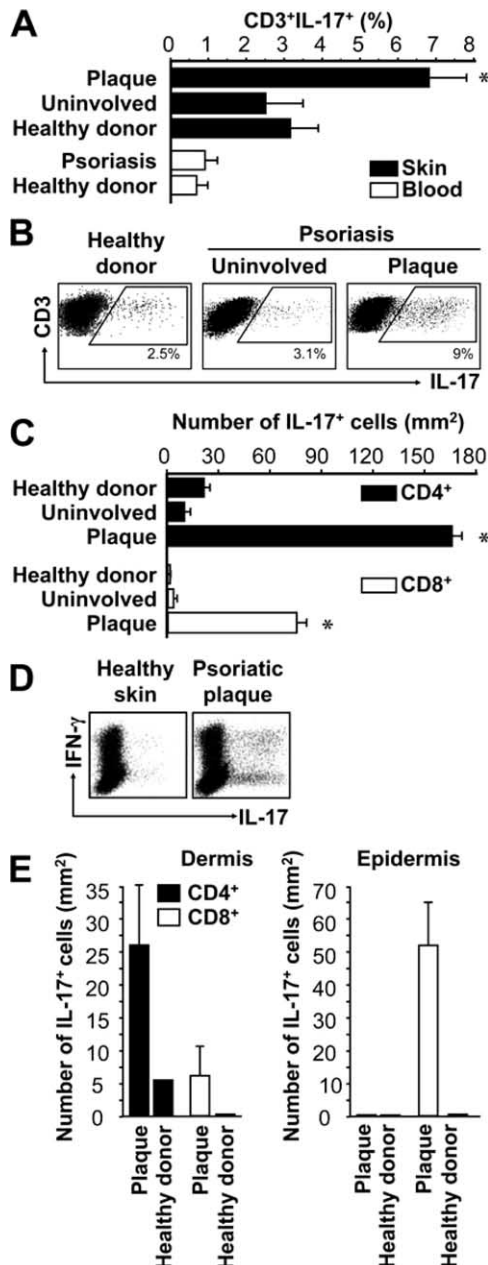 A
CD3⁺IL-17⁺ (%)
0 1 2 3 4 5 6 7 8
Plaque
*
Uninvolved
Healthy donor
Psoriasis
Healthy donor
Skin
Blood
B
Healthy donor
Psoriasis
Uninvolved
Plaque
CD3
2.5%
3.1%
9%
IL-17
C
Number of IL-17⁺ cells (mm²)
0 30 60 90 120 150 180
Healthy donor
Uninvolved
Plaque
*
CD4⁺
Healthy donor
Uninvolved
Plaque
*
CD8⁺
D
Healthy skin
Psoriatic plaque
IFN-γ
IL-17
E
Dermis
Number of IL-17⁺ cells (mm²)
35
30
25
20
15
10
5
0
CD4⁺
CD8⁺
Plaque
Healthy donor
Plaque
Healthy donor
Epidermis
Number of IL-17⁺ cells (mm²)
70
60
50
40
30
20
10
0
Plaque
Healthy donor
Plaque
Healthy donor